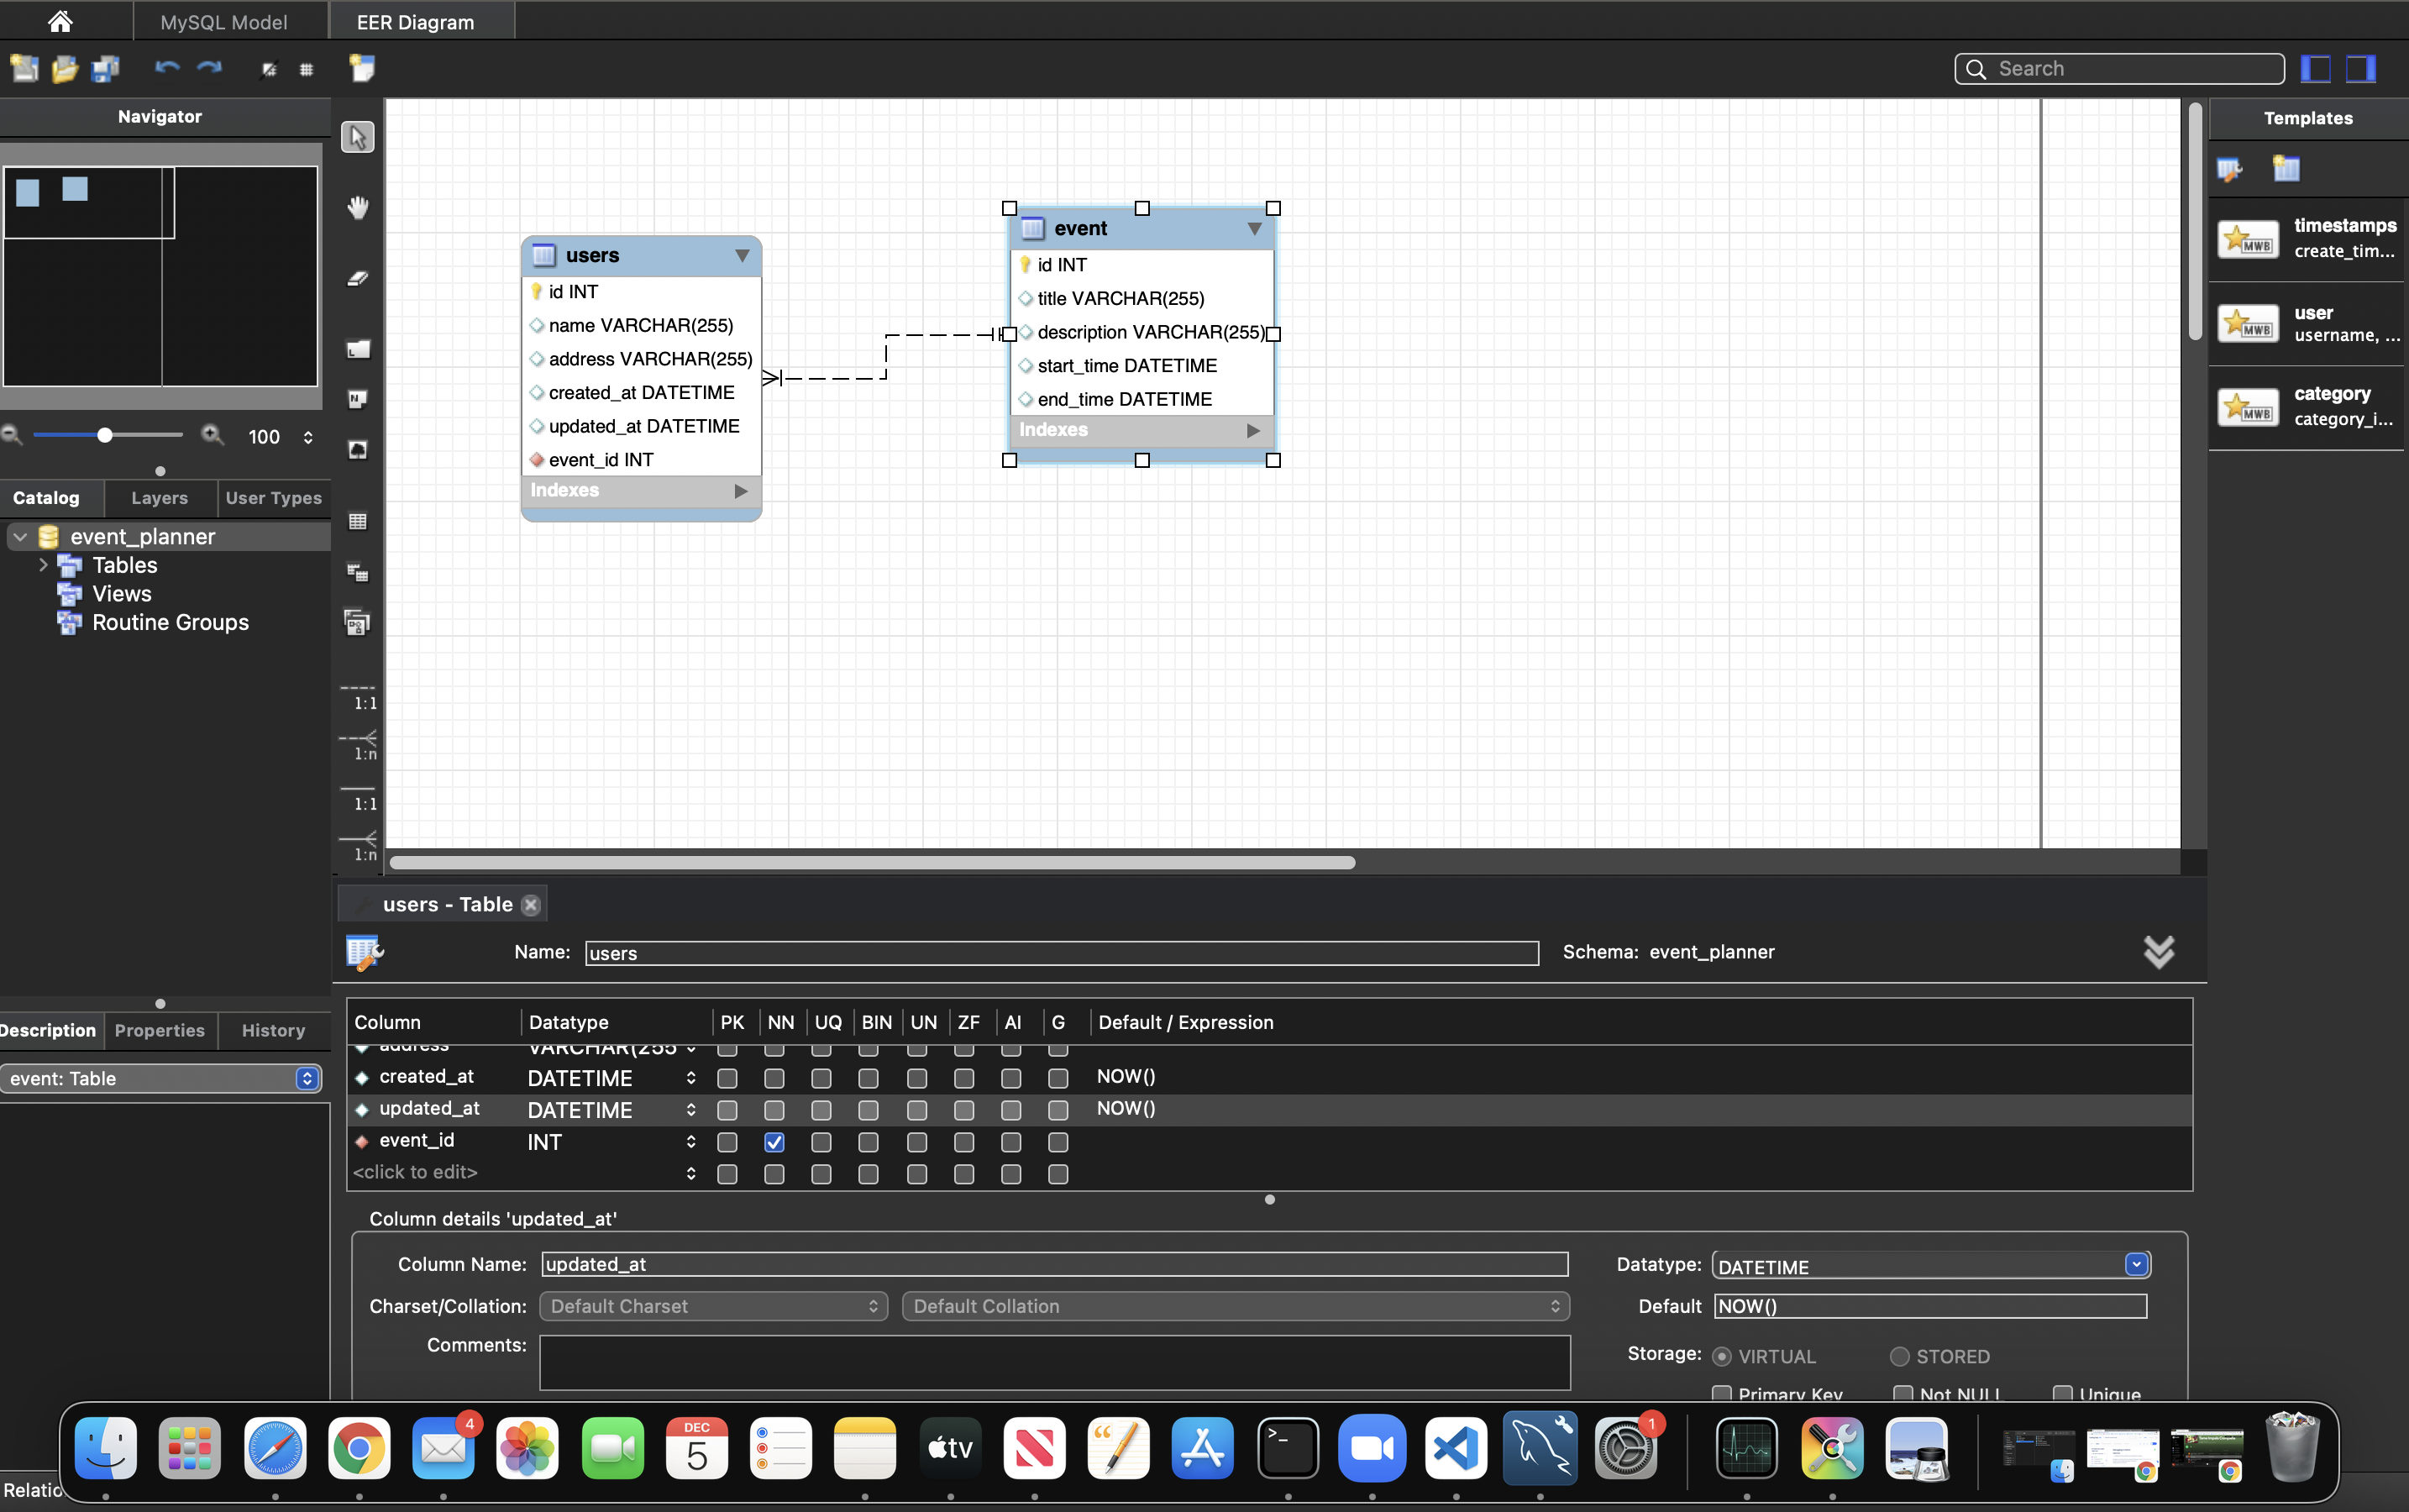 MySQL Model
EER Diagram
Search
Navigator
100
Catalog
Layers
User Types
event_planner
Tables
Views
Routine Groups
Description
Properties
History
event: Table
1:1
1:n
1:1
1:n
users
id INT
name VARCHAR(255)
address VARCHAR(255)
created_at DATETIME
updated_at DATETIME
event_id INT
Indexes
event
id INT
title VARCHAR(255)
description VARCHAR(255)
start_time DATETIME
end_time DATETIME
Indexes
Templates
MWB
timestamps
create_tim...
MWB
user
username, ...
MWB
category
category_i...
users - Table
Name: users
Schema: event_planner
Column Datatype PK NN UQ BIN UN ZF AI G Default / Expression
address VARCHAR(255
created_at DATETIME NOW()
updated_at DATETIME NOW()
event_id INT
<click to edit>
Column details 'updated_at'
Column Name: updated_at
Datatype: DATETIME
Charset/Collation: Default Charset Default Collation
Default NOW()
Comments:
Storage: VIRTUAL STORED
Primary Key Not NULL Unique
4
DEC
5
tv
>_
1
Relatio